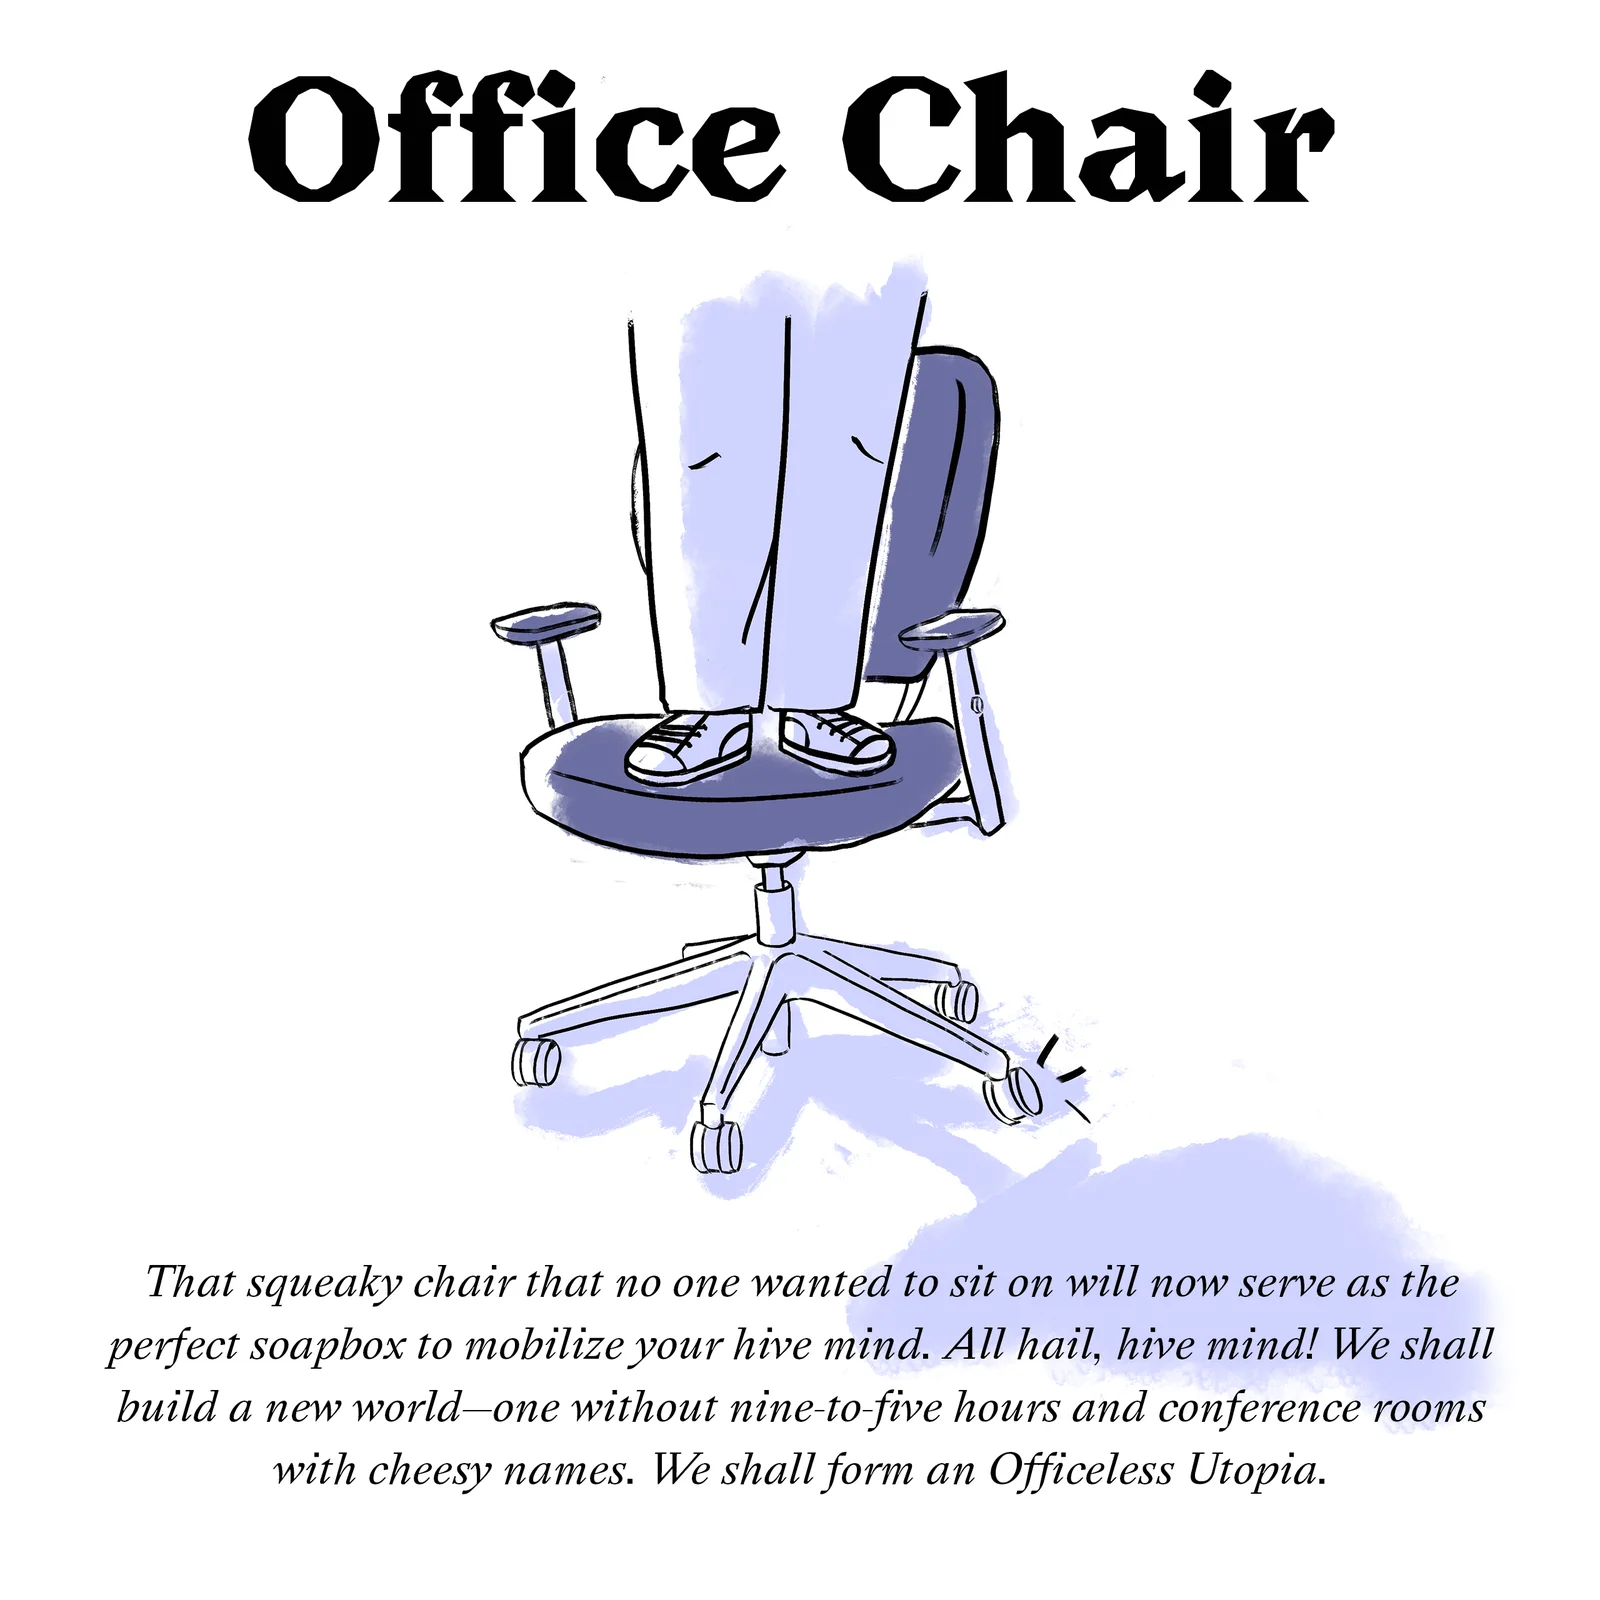 Office Chair
That squeaky chair that no one wanted to sit on will now serve as the
perfect soapbox to mobilize your hive mind. All hail, hive mind! We shall
build a new world—one without nine-to-five hours and conference rooms
with cheesy names. We shall form an Officeless Utopia.